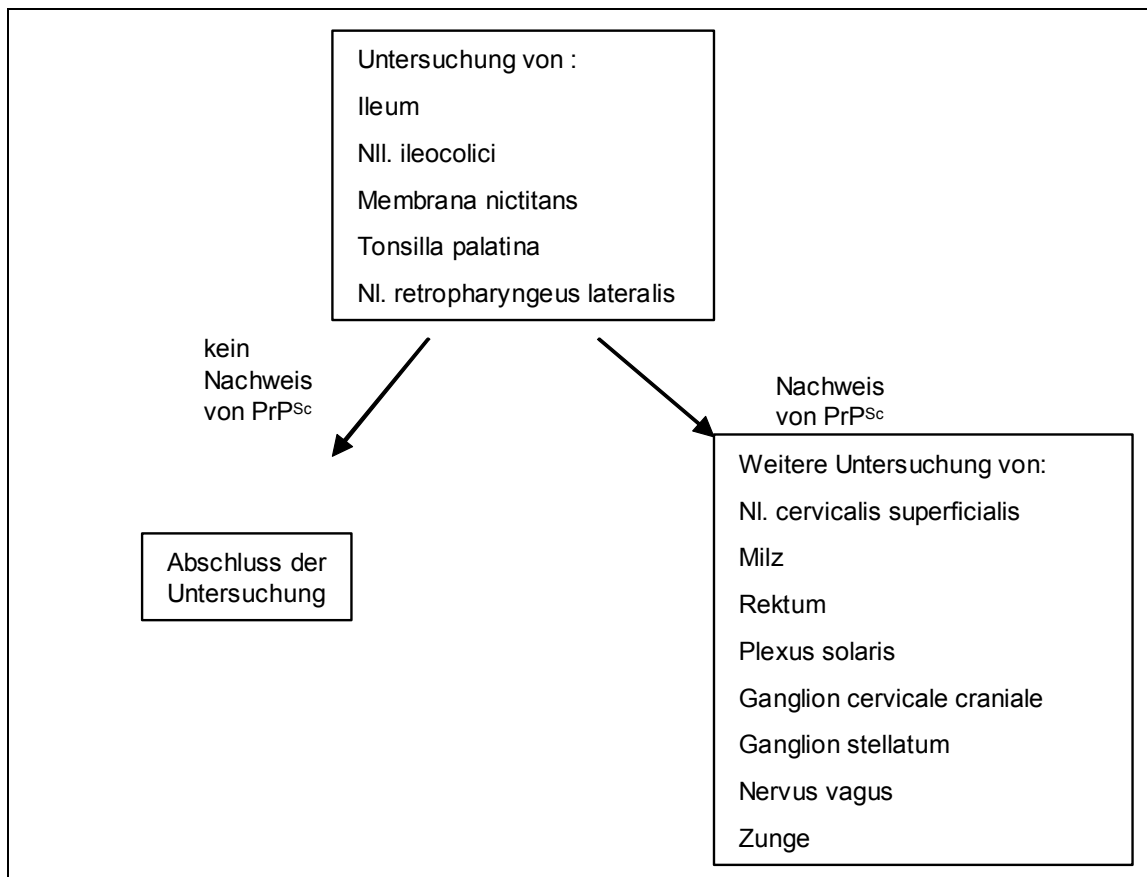 Untersuchung von :
Ileum
Nll. ileocolici
Membrana nictitans
Tonsilla palatina
Nl. retropharyngeus lateralis
kein
Nachweis
von PrPSc
Nachweis
von PrPSc
Abschluss der
Untersuchung
Weitere Untersuchung von:
Nl. cervicalis superficialis
Milz
Rektum
Plexus solaris
Ganglion cervicale craniale
Ganglion stellatum
Nervus vagus
Zunge